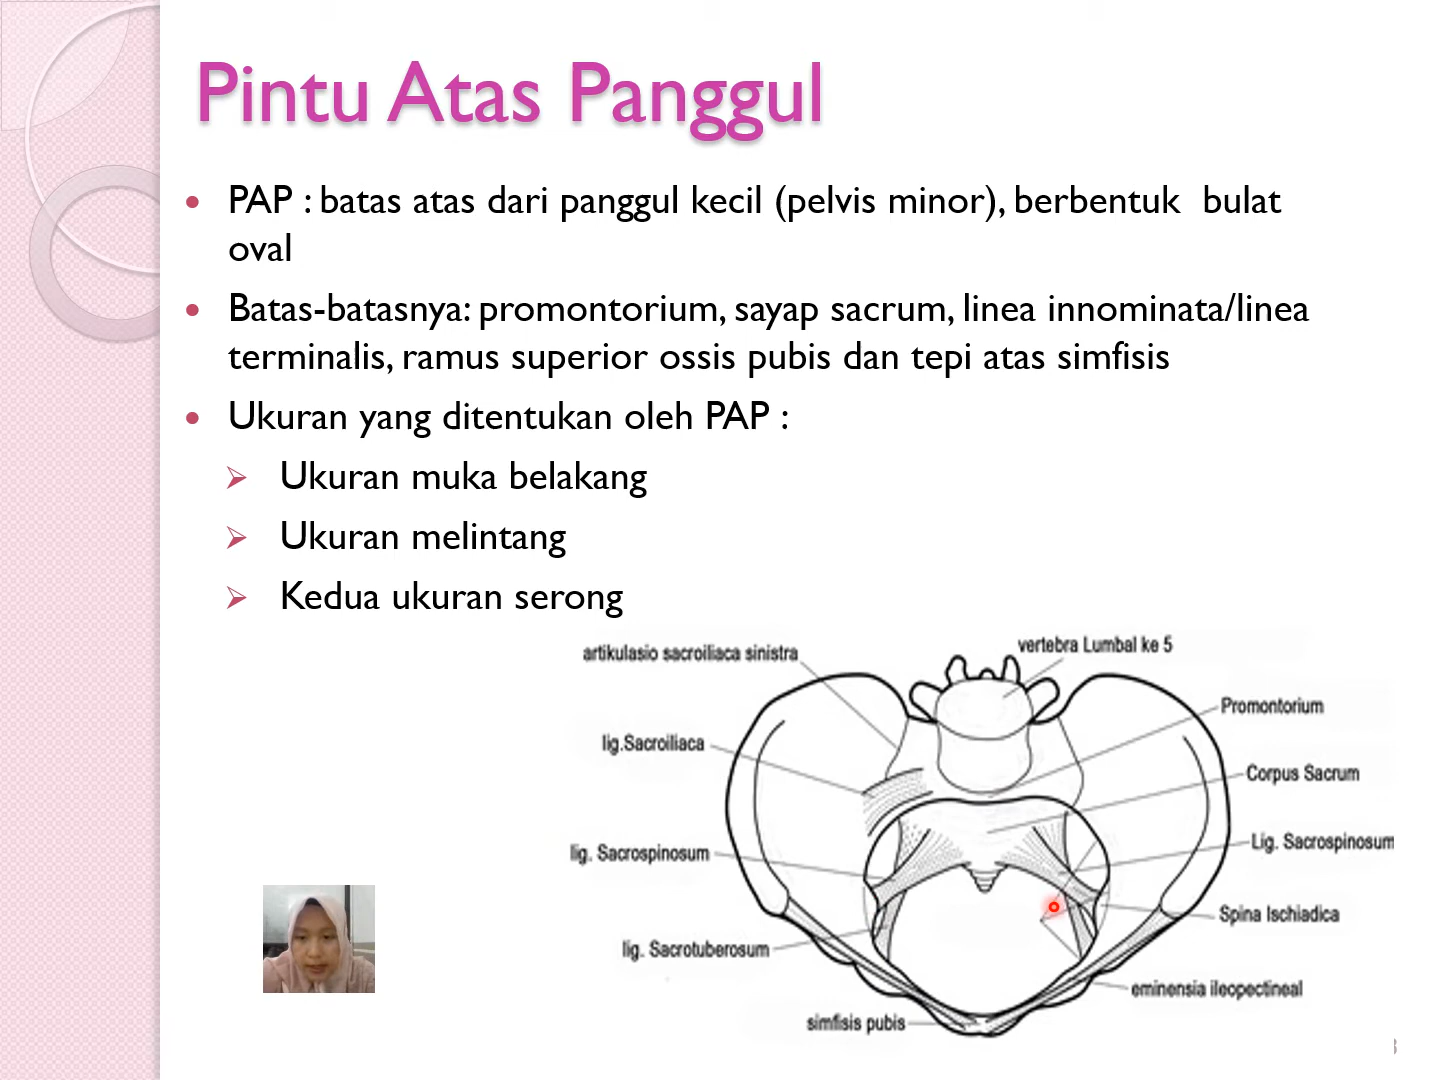 Pintu Atas Panggul
PAP : batas atas dari panggul kecil (pelvis minor), berbentuk bulat
oval
Batas-batasnya: promontorium, sayap sacrum, linea innominata/linea
terminalis, ramus superior ossis pubis dan tepi atas simfisis
Ukuran yang ditentukan oleh PAP :
Ukuran muka belakang
Ukuran melintang
Kedua ukuran serong
artikulasio sacroiliaca sinistra
vertebra Lumbal ke 5
Promontorium
lig.Sacroiliaca
Corpus Sacrum
lig. Sacrospinosum
Lig. Sacrospinosum
Spina Ischiadica
lig. Sacrotuberosum
eminensia ileopectineal
simfisis pubis